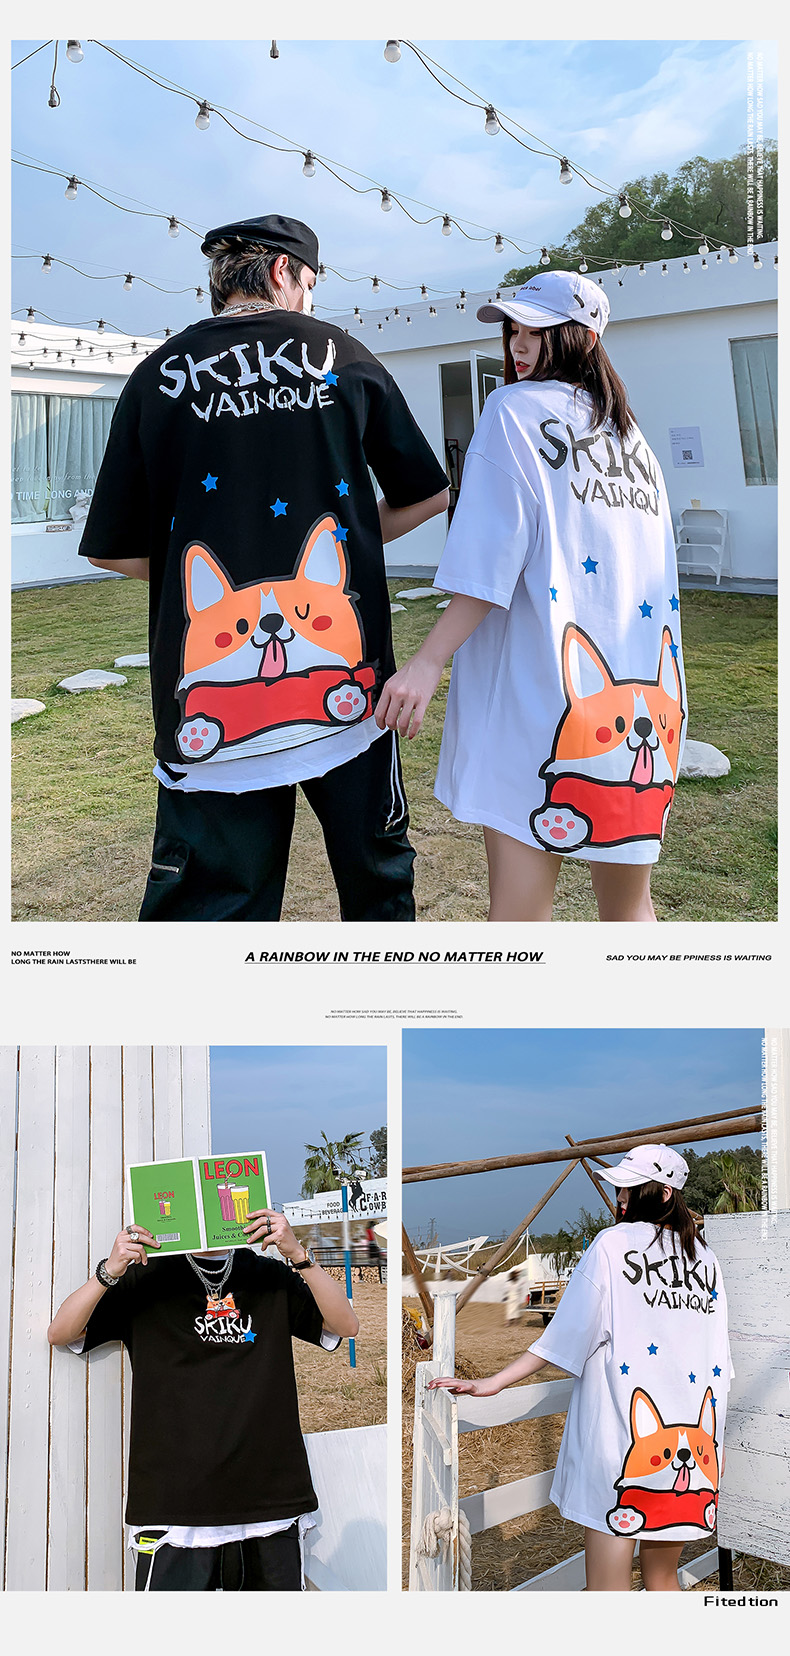 NO MATTER HOW SAD YOU MAY BE, BELIEVE THAT HAPPINESS IS WAITING,
NO MATTER HOW LONG THE RAIN LASTS, THERE WILL BE A RAINBOW IN THE END.
SKIKU
VAINQUE
SKIKU
VAINQU
TIME LONG AND
NO MATTER HOW
LONG THE RAIN LASTSTHERE WILL BE
A RAINBOW IN THE END NO MATTER HOW
SAD YOU MAY BE PPINESS IS WAITING
NO MATTER HOW SAD YOU MAY BE, BELIEVE THAT HAPPINESS IS WAITING,
NO MATTER HOW LONG THE RAIN LASTS, THERE WILL BE A RAINBOW IN THE END.
LEON
LEON
Smoothi
Juices & C
FOOD
BEVERAG
FAR
COWB
SKIKU
VAINQUE
NO MATTER HOW SAD YOU MAY BE, BELIEVE THAT HAPPINESS IS WAITING,
NO MATTER HOW LONG THE RAIN LASTS, THERE WILL BE A RAINBOW IN THE END.
SKIKU
VAINQUE
Fitedtion